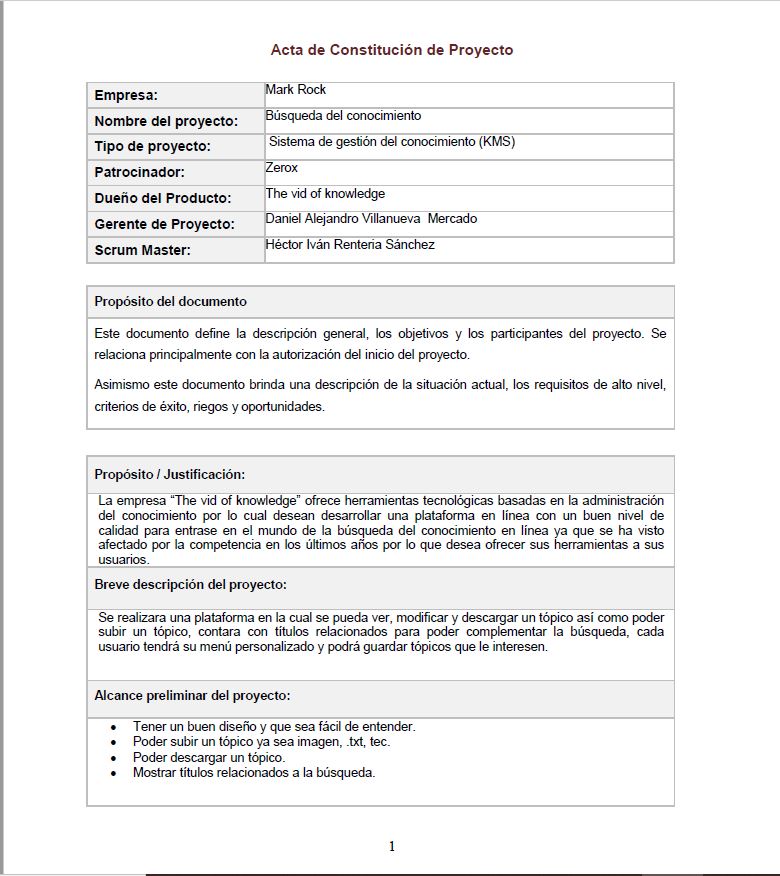 Acta de Constitución de Proyecto
Empresa: Mark Rock
Nombre del proyecto: Búsqueda del conocimiento
Tipo de proyecto: Sistema de gestión del conocimiento (KMS)
Patrocinador: Zerox
Dueño del Producto: The vid of knowledge
Gerente de Proyecto: Daniel Alejandro Villanueva Mercado
Scrum Master: Héctor Iván Renteria Sánchez
Propósito del documento
Este documento define la descripción general, los objetivos y los participantes del proyecto. Se
relaciona principalmente con la autorización del inicio del proyecto.
Asimismo este documento brinda una descripción de la situación actual, los requisitos de alto nivel,
criterios de éxito, riegos y oportunidades.
Propósito / Justificación:
La empresa “The vid of knowledge” ofrece herramientas tecnológicas basadas en la administración
del conocimiento por lo cual desean desarrollar una plataforma en línea con un buen nivel de
calidad para entrase en el mundo de la búsqueda del conocimiento en línea ya que se ha visto
afectado por la competencia en los últimos años por lo que desea ofrecer sus herramientas a sus
usuarios.
Breve descripción del proyecto:
Se realizara una plataforma en la cual se pueda ver, modificar y descargar un tópico así como poder
subir un tópico, contara con títulos relacionados para poder complementar la búsqueda, cada
usuario tendrá su menú personalizado y podrá guardar tópicos que le interesen.
Alcance preliminar del proyecto:
• Tener un buen diseño y que sea fácil de entender.
• Poder subir un tópico ya sea imagen, .txt, tec.
• Poder descargar un tópico.
• Mostrar títulos relacionados a la búsqueda.
1